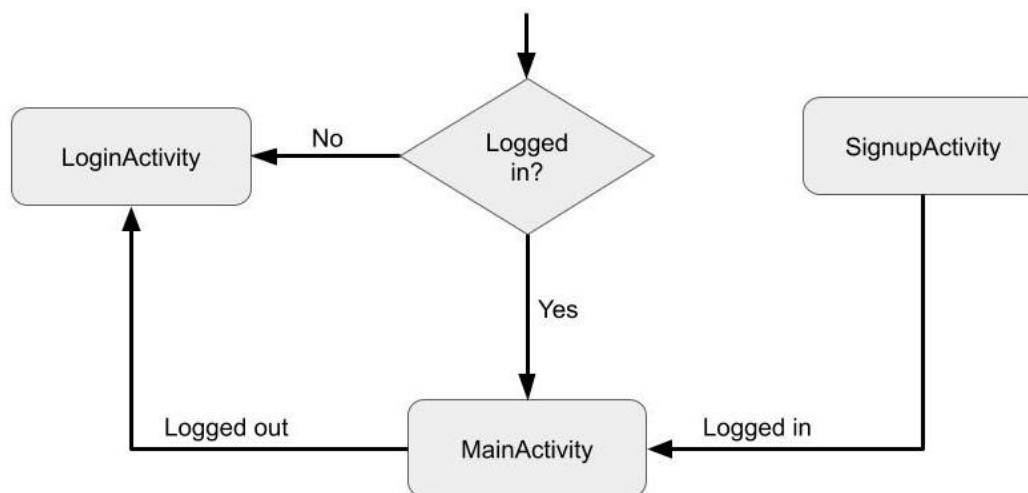 Logged
in?
No
LoginActivity
SignupActivity
Yes
Logged out
MainActivity
Logged in